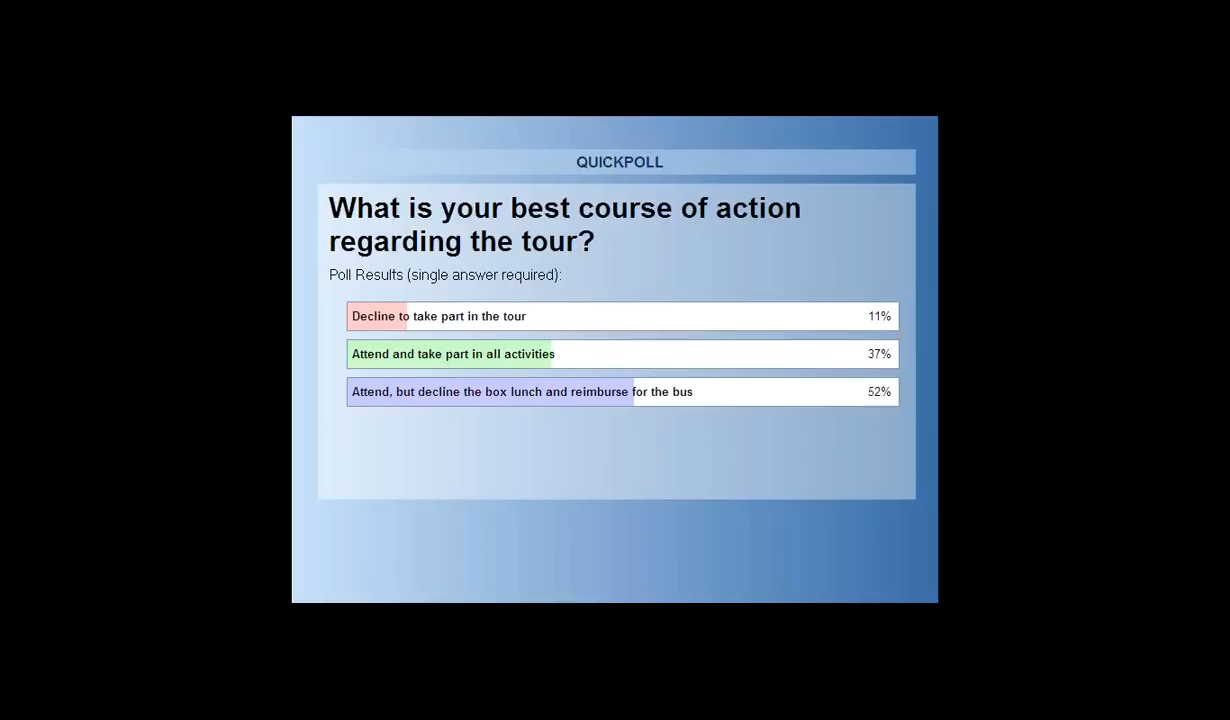 QUICKPOLL
What is your best course of action
regarding the tour?
Poll Results (single answer required):
Decline to take part in the tour 11%
Attend and take part in all activities 37%
Attend, but decline the box lunch and reimburse for the bus 52%